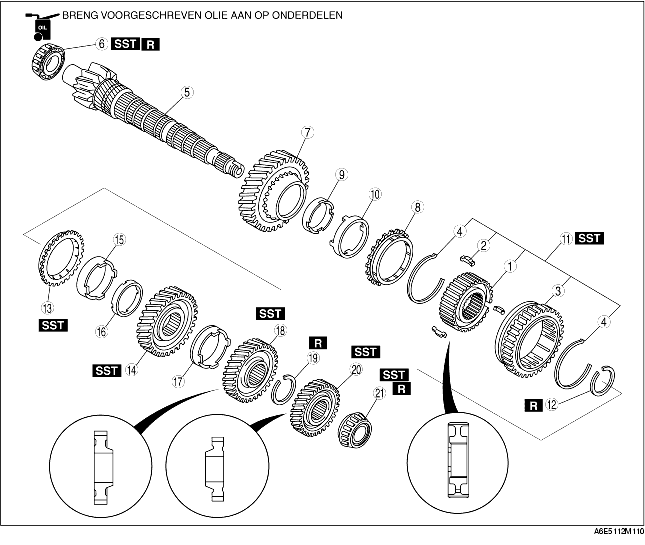 BRENG VOORGESCHREVEN OLIE AAN OP ONDERDELEN
OIL
6 SST R
5
7
9
10
8
4
2
11 SST
1
3
4
15
13
SST
16
SST 14
17
SST
18
R
19
SST
20
SST
R
21
R 12
A6E5112M110